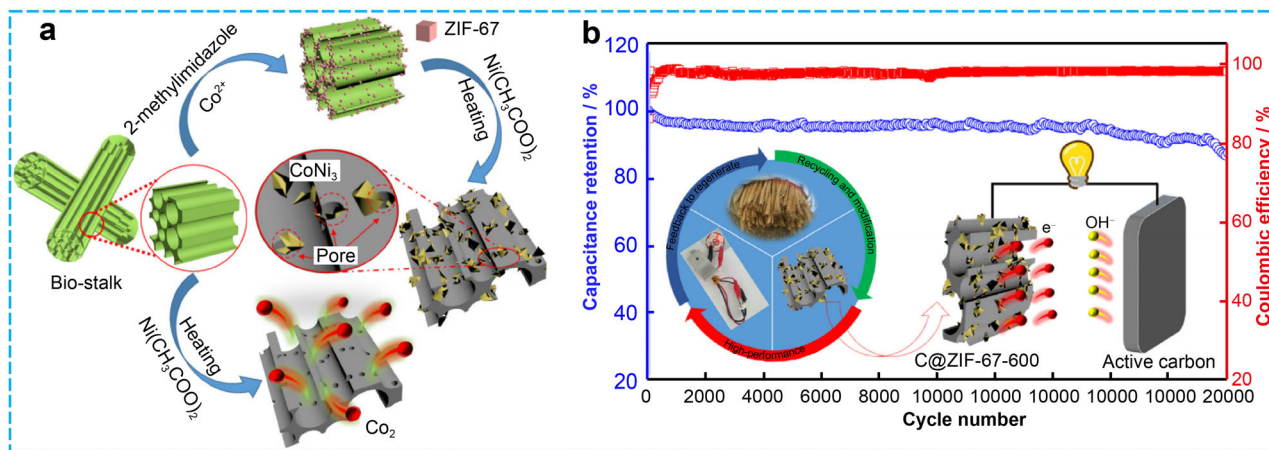 a
ZIF-67
2-methylimidazole
Co²⁺
Ni(CH₃COO)₂
Heating
CoNi₃
Pore
Bio-stalk
Heating
Ni(CH₃COO)₂
Co₂
b
120
100
80
60
40
20
Capacitance retention / %
100
80
60
40
20
Coulombic efficiency / %
Feedback to regenerate
Recycling and modification
High-performance
e⁻
OH⁻
C@ZIF-67-600
Active carbon
0 2000 4000 4000 8000 10000 10000 10000 10000 10000 20000
Cycle number